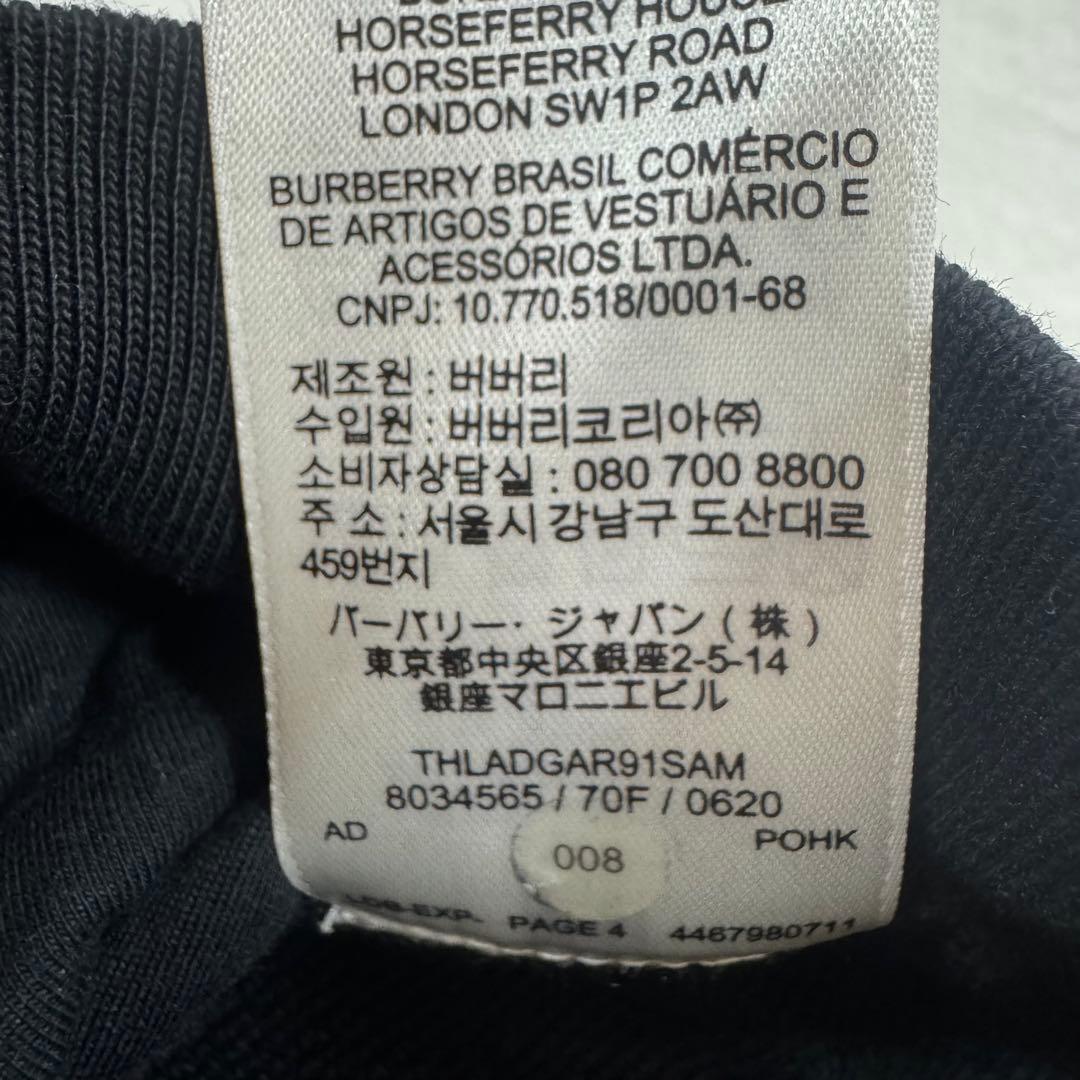 HORSEFERRY HOUSE
HORSEFERRY ROAD
LONDON SW1P 2AW
BURBERRY BRASIL COMÉRCIO
DE ARTIGOS DE VESTUÁRIO E
ACESSÓRIOS LTDA.
CNPJ: 10.770.518/0001-68
제조원 : 버버리
수입원 : 버버리코리아㈜
소비자상담실 : 080 700 8800
주 소 : 서울시 강남구 도산대로
459번지
バーバリー・ジャパン ( 株 )
東京都中央区銀座2-5-14
銀座マロニエビル
THLADGAR91SAM
8034565 / 70F / 0620
AD
POHK
008
PAGE 4
4467980711